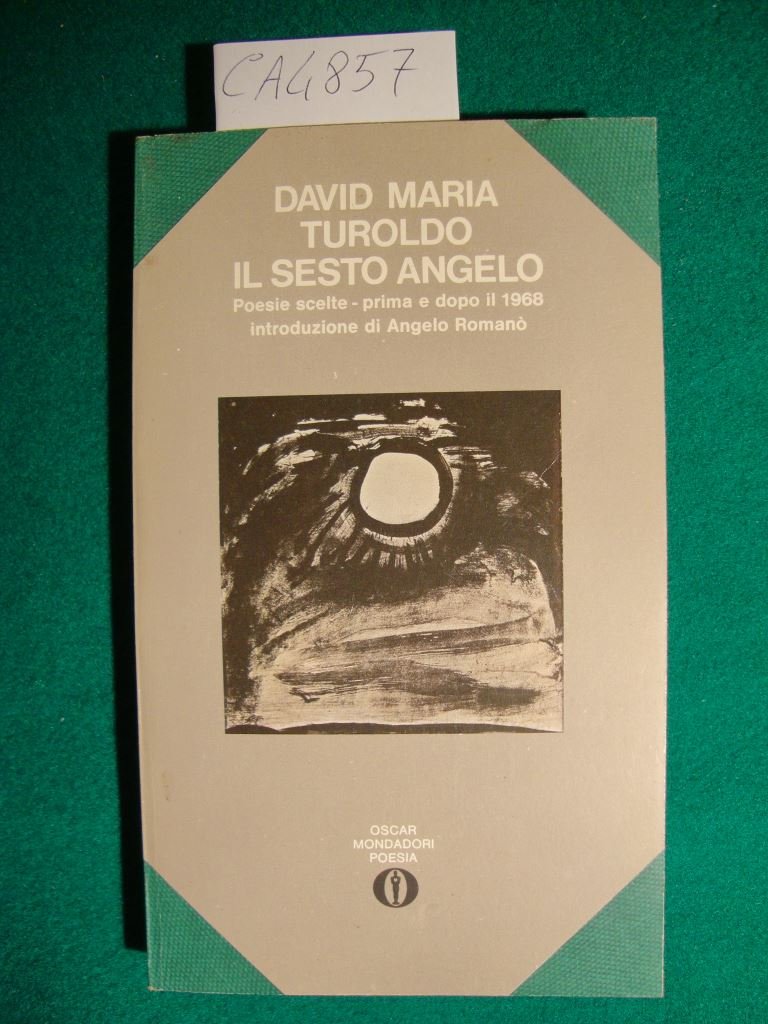 CA4857
DAVID MARIA
TUROLDO
IL SESTO ANGELO
Poesie scelte - prima e dopo il 1968
introduzione di Angelo Romanò
OSCAR
MONDADORI
POESIA